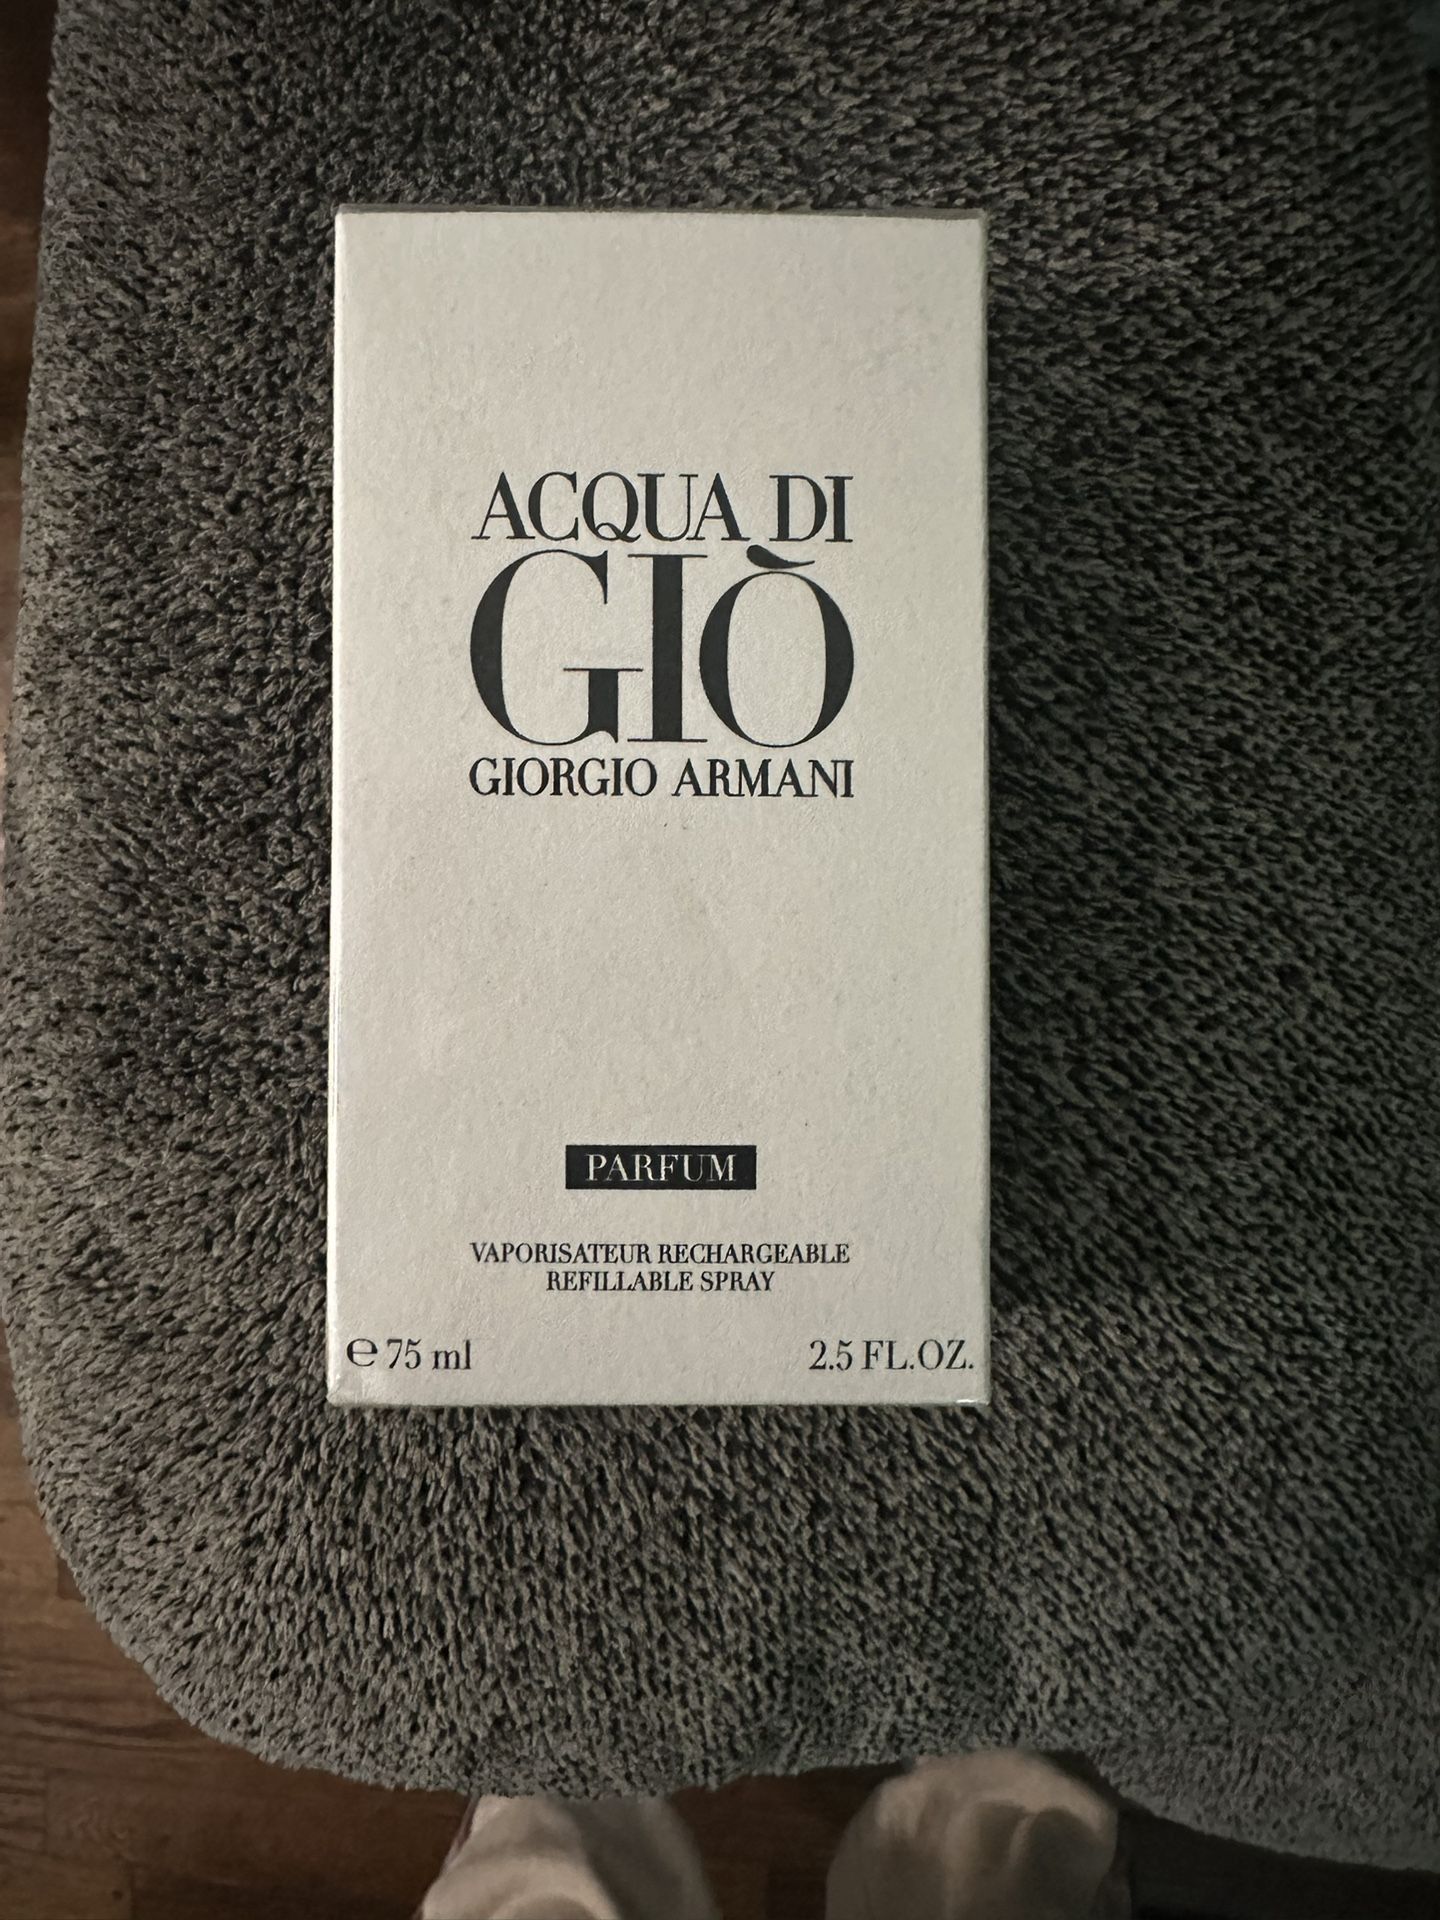 ACQUA DI
GIÒ
GIORGIO ARMANI
PARFUM
VAPORISATEUR RECHARGEABLE
REFILLABLE SPRAY
℮ 75 ml 2.5 FL.OZ.